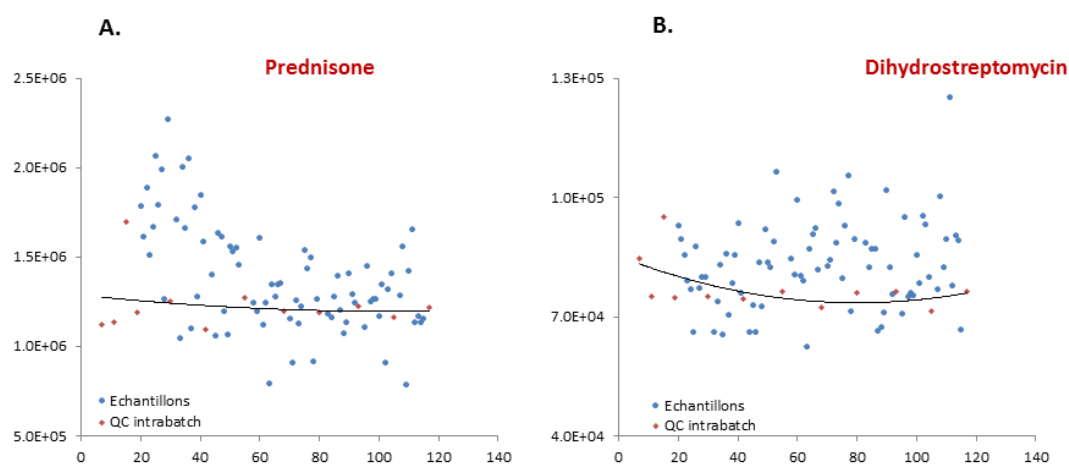 A.
Prednisone
2.5E+06
2.0E+06
1.5E+06
1.0E+06
5.0E+05
Echantillons
QC intrabatch
0 20 40 60 80 100 120 140
B.
Dihydrostreptomycin
1.3E+05
1.0E+05
7.0E+04
4.0E+04
Echantillons
QC intrabatch
0 20 40 60 80 100 120 140